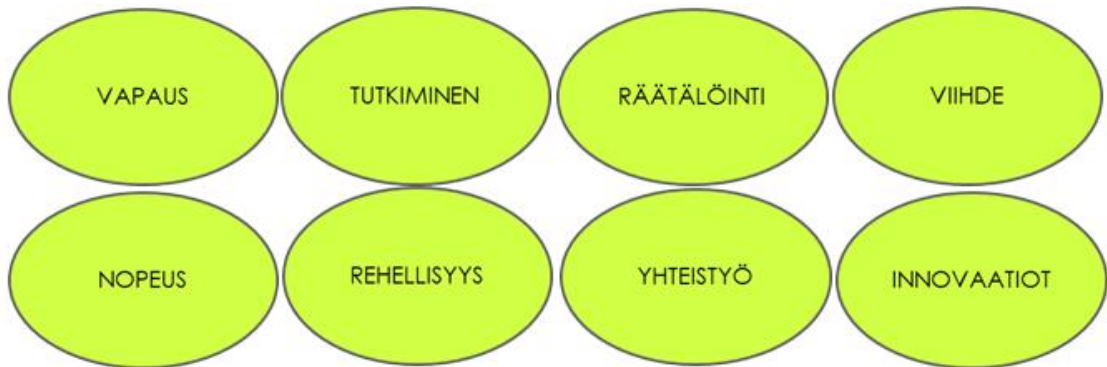 VAPAUS
TUTKIMINEN
RÄÄTÄLÖINTI
VIIHDE
NOPEUS
REHELLISYYS
YHTEISTYÖ
INNOVAATIOT